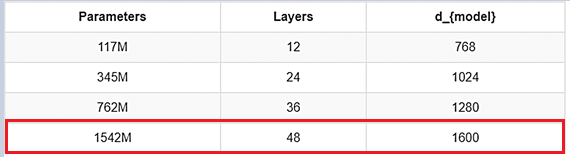 Parameters Layers d_{model}
117M 12 768
345M 24 1024
762M 36 1280
1542M 48 1600